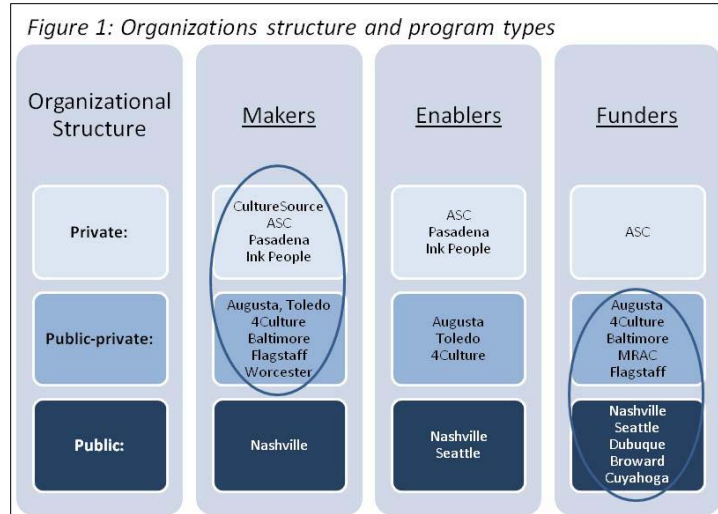 Figure 1: Organizations structure and program types
Organizational
Structure
Makers
Enablers
Funders
Private:
CultureSource
ASC
Pasadena
Ink People
ASC
Pasadena
Ink People
ASC
Public-private:
Augusta, Toledo
4Culture
Baltimore
Flagstaff
Worcester
Augusta
Toledo
4Culture
Augusta
4Culture
Baltimore
MRAC
Flagstaff
Public:
Nashville
Nashville
Seattle
Nashville
Seattle
Dubuque
Broward
Cuyahoga